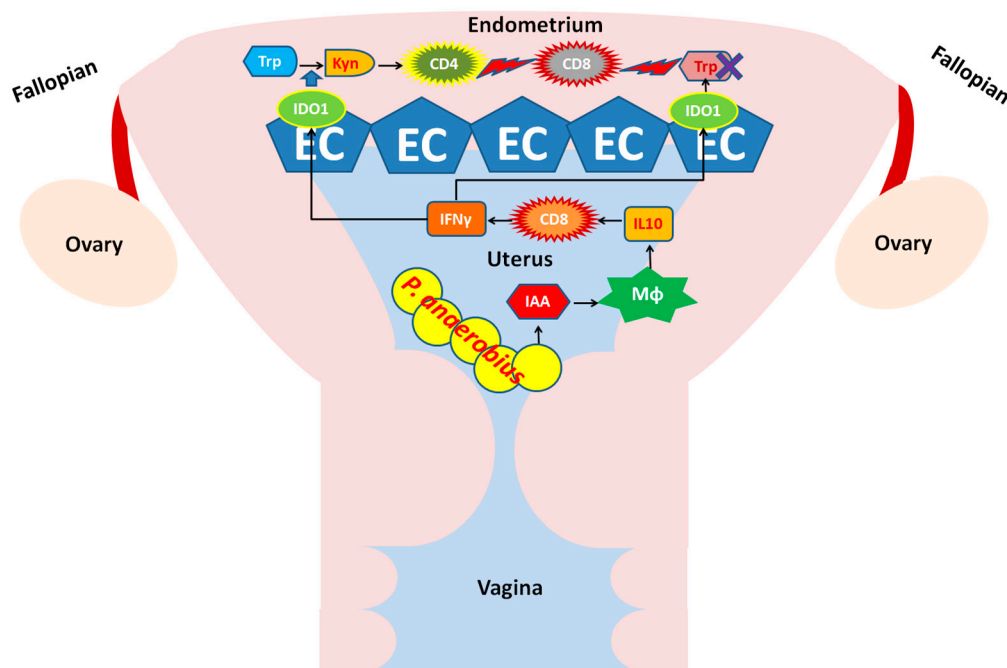 Endometrium
Fallopian
Fallopian
Trp
Kyn
CD4
CD8
Trp
IDO1
IDO1
EC
EC
EC
EC
EC
IFNγ
CD8
IL10
Ovary
Ovary
Uterus
IAA
Mϕ
P. anaerobius
Vagina